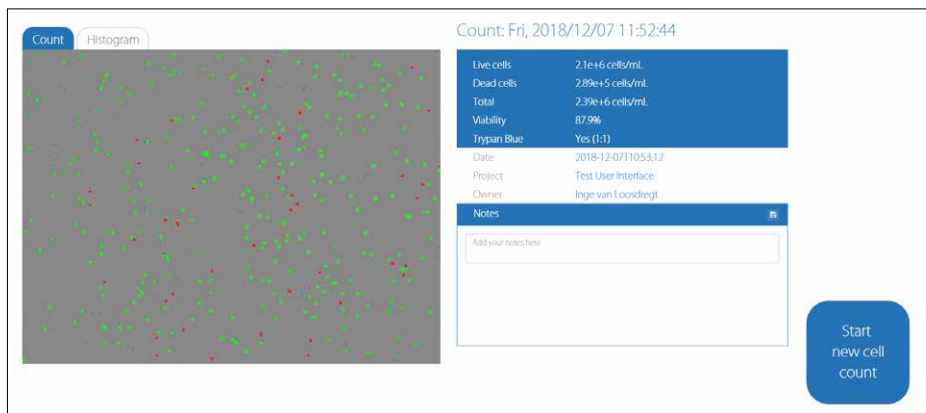 Count
Histogram
Count: Fri, 2018/12/07 11:52:44
Live cells 2.1e+6 cells/mL
Dead cells 2.89e+5 cells/mL
Total 2.39e+6 cells/mL
Viability 87.9%
Trypan Blue Yes (1:1)
Date 2018-12-07T10:53:12
Project Test User Interface
Owner Inge van Loosdregt
Notes
Add your notes here
Start
new cell
count